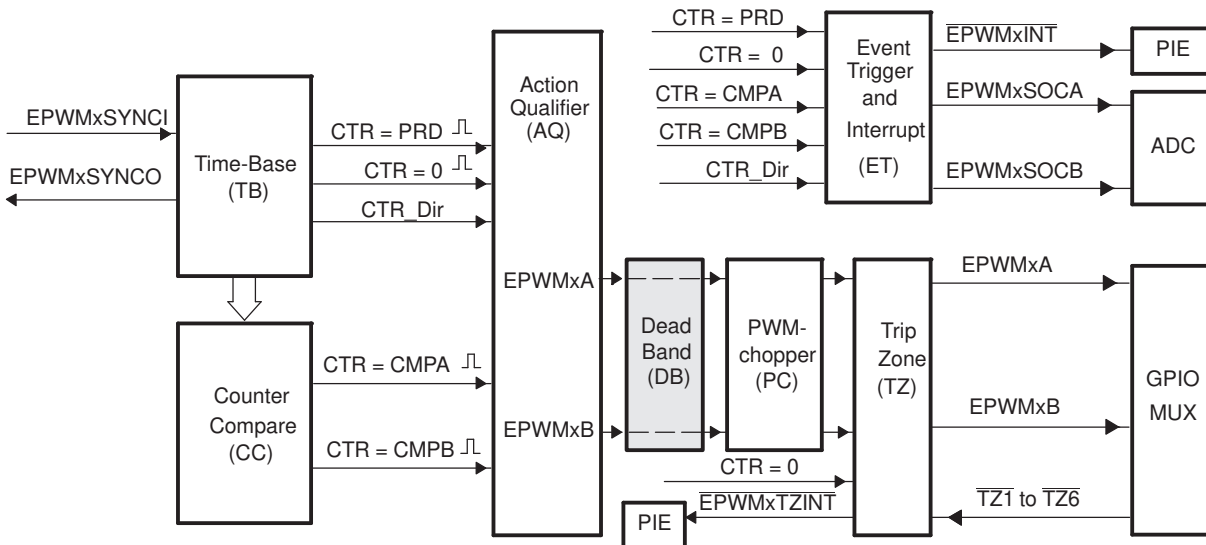 EPWMxSYNCI
EPWMxSYNCO
Time-Base
(TB)
CTR = PRD
CTR = 0
CTR_Dir
Counter
Compare
(CC)
CTR = CMPA
CTR = CMPB
Action
Qualifier
(AQ)
EPWMxA
EPWMxB
CTR = PRD
CTR = 0
CTR = CMPA
CTR = CMPB
CTR_Dir
Event
Trigger
and
Interrupt
(ET)
EPWMxINT
EPWMxSOCA
EPWMxSOCB
PIE
ADC
Dead
Band
(DB)
PWM-
chopper
(PC)
Trip
Zone
(TZ)
EPWMxA
EPWMxB
GPIO
MUX
CTR = 0
EPWMxTZINT
PIE
TZ1 to TZ6